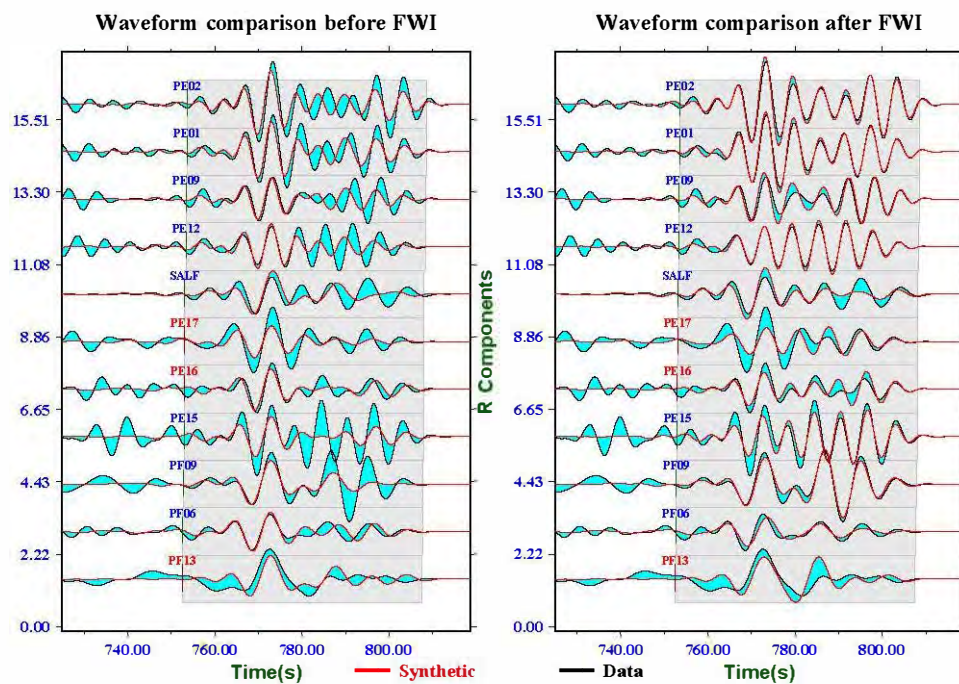 Waveform comparison before FWI
Waveform comparison after FWI
PE02
PE01
PE09
PE12
SALF
PE17
PE16
PE15
PF09
PF06
PF13
15.51
13.30
11.08
8.86
6.65
4.43
2.22
0.00
740.00 760.00 780.00 800.00
Time(s)
R Components
PE02
PE01
PE09
PE12
SALF
PE17
PE16
PE15
PF09
PF06
PF13
15.51
13.30
11.08
8.86
6.65
4.43
2.22
0.00
740.00 760.00 780.00 800.00
Time(s)
Synthetic
Data